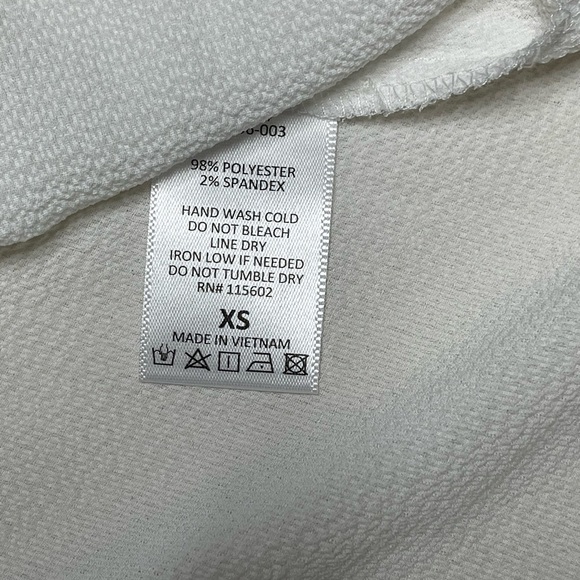 -003
98% POLYESTER
2% SPANDEX
HAND WASH COLD
DO NOT BLEACH
LINE DRY
IRON LOW IF NEEDED
DO NOT TUMBLE DRY
RN# 115602
XS
MADE IN VIETNAM